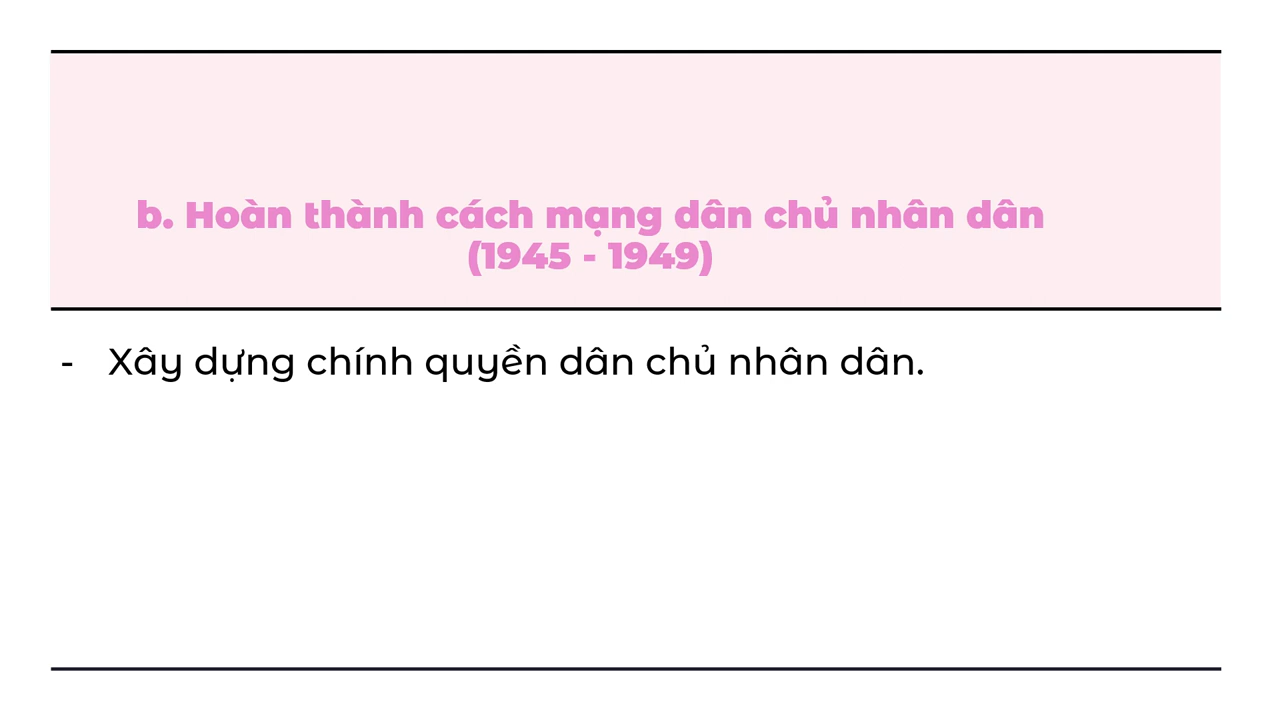 b. Hoàn thành cách mạng dân chủ nhân dân
(1945 - 1949)
- Xây dựng chính quyền dân chủ nhân dân.